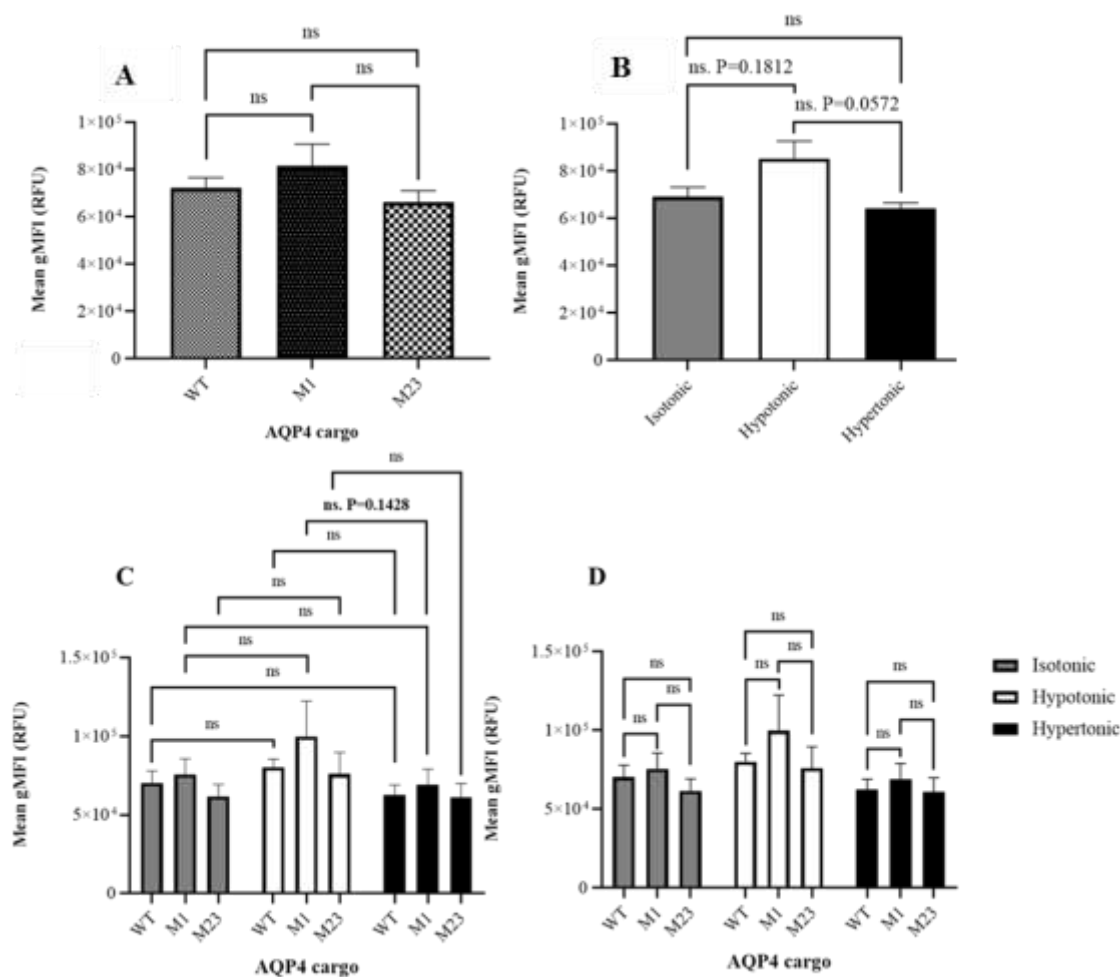 A
ns
ns
ns
Mean gMFI (RFU)
1×10⁵
8×10⁴
6×10⁴
4×10⁴
2×10⁴
0
WT
M1
M23
AQP4 cargo
B
ns
ns. P=0.1812
ns. P=0.0572
Mean gMFI (RFU)
1×10⁵
8×10⁴
6×10⁴
4×10⁴
2×10⁴
0
Isotonic
Hypotonic
Hypertonic
C
ns
ns. P=0.1428
ns
ns
ns
ns
ns
ns
Mean gMFI (RFU)
1.5×10⁵
1×10⁵
5×10⁴
0
WT
M1
M23
WT
M1
M23
WT
M1
M23
AQP4 cargo
D
ns
ns
ns
ns
ns
ns
ns
ns
ns
Mean gMFI (RFU)
1.5×10⁵
1×10⁵
5×10⁴
0
WT
M1
M23
WT
M1
M23
WT
M1
M23
AQP4 cargo
Isotonic
Hypotonic
Hypertonic